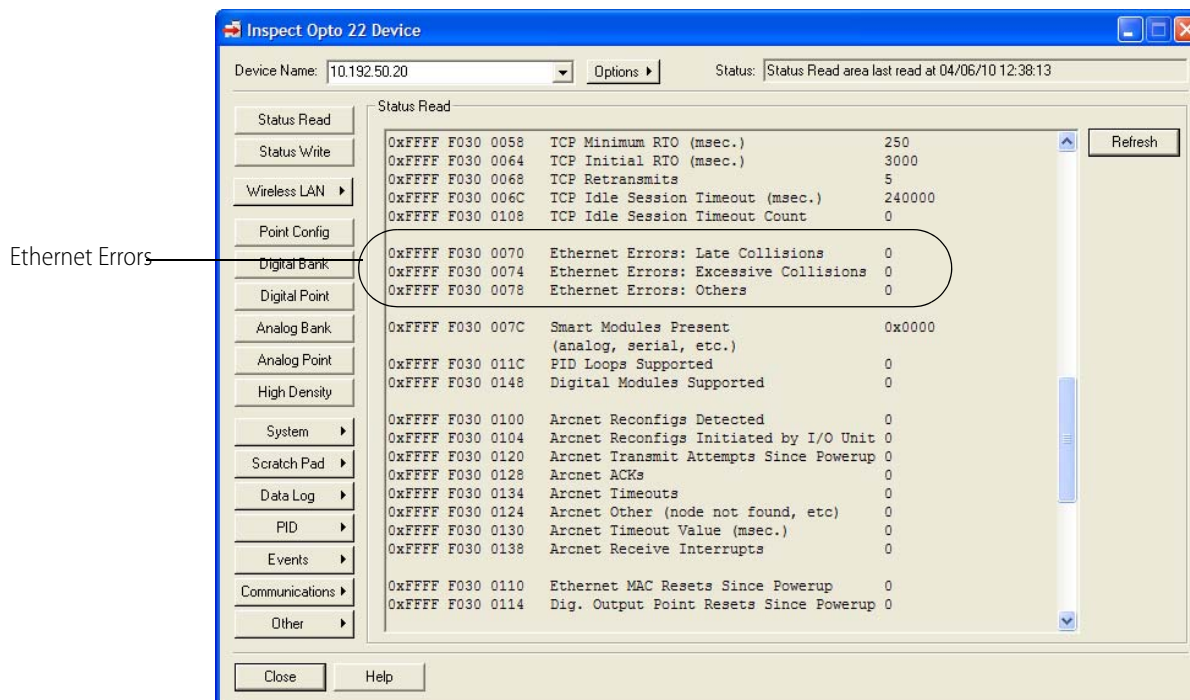 Inspect Opto 22 Device
Device Name: 10.192.50.20 Options Status: Status Read area last read at 04/06/10 12:38:13
Status Read
Status Write
Wireless LAN
Point Config
Digital Bank
Digital Point
Analog Bank
Analog Point
High Density
System
Scratch Pad
Data Log
PID
Events
Communications
Other
Ethernet Errors
Status Read
0xFFFF F030 0058 TCP Minimum RTO (msec.) 250
0xFFFF F030 0064 TCP Initial RTO (msec.) 3000
0xFFFF F030 0068 TCP Retransmits 5
0xFFFF F030 006C TCP Idle Session Timeout (msec.) 240000
0xFFFF F030 0108 TCP Idle Session Timeout Count 0
0xFFFF F030 0070 Ethernet Errors: Late Collisions 0
0xFFFF F030 0074 Ethernet Errors: Excessive Collisions 0
0xFFFF F030 0078 Ethernet Errors: Others 0
0xFFFF F030 007C Smart Modules Present 0x0000
(analog, serial, etc.)
0xFFFF F030 011C PID Loops Supported 0
0xFFFF F030 0148 Digital Modules Supported 0
0xFFFF F030 0100 Arcnet Reconfigs Detected 0
0xFFFF F030 0104 Arcnet Reconfigs Initiated by I/O Unit 0
0xFFFF F030 0120 Arcnet Transmit Attempts Since Powerup 0
0xFFFF F030 0128 Arcnet ACKs 0
0xFFFF F030 0134 Arcnet Timeouts 0
0xFFFF F030 0124 Arcnet Other (node not found, etc) 0
0xFFFF F030 0130 Arcnet Timeout Value (msec.) 0
0xFFFF F030 0138 Arcnet Receive Interrupts 0
0xFFFF F030 0110 Ethernet MAC Resets Since Powerup 0
0xFFFF F030 0114 Dig. Output Point Resets Since Powerup 0
Refresh
Close Help